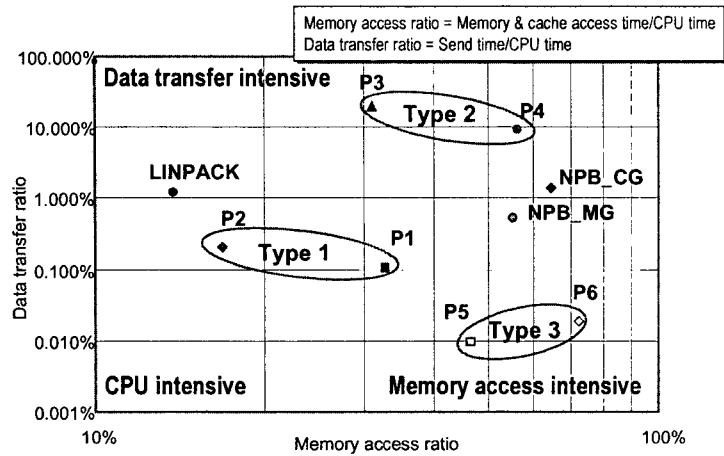 Memory access ratio = Memory & cache access time/CPU time
Data transfer ratio = Send time/CPU time
100.000%
Data transfer intensive
P3
Type 2
P4
10.000%
LINPACK
NPB_CG
1.000%
NPB_MG
P2
Type 1
P1
0.100%
P5
Type 3
P6
0.010%
CPU intensive
Memory access intensive
0.001%
10%
100%
Memory access ratio
Data transfer ratio